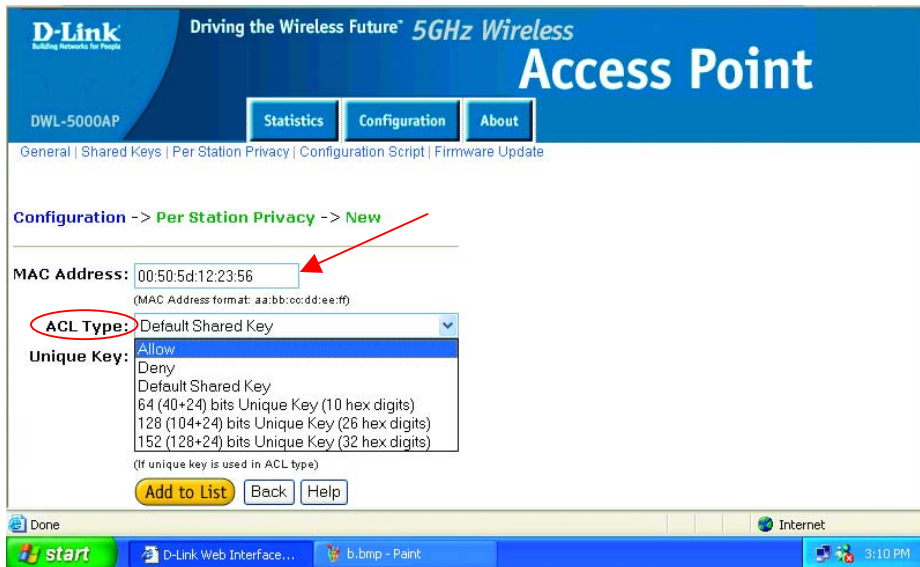 D-Link
Building Networks for People
Driving the Wireless Future™ 5GHz Wireless
Access Point
DWL-5000AP
Statistics
Configuration
About
General | Shared Keys | Per Station Privacy | Configuration Script | Firmware Update
Configuration -> Per Station Privacy -> New
MAC Address: 00:50:5d:12:23:56
(MAC Address format: aa:bb:cc:dd:ee:ff)
ACL Type: Default Shared Key
Unique Key:
Allow
Deny
Default Shared Key
64 (40+24) bits Unique Key (10 hex digits)
128 (104+24) bits Unique Key (26 hex digits)
152 (128+24) bits Unique Key (32 hex digits)
(If unique key is used in ACL type)
Add to List Back Help
Done Internet
start D-Link Web Interface... b.bmp - Paint 3:10 PM